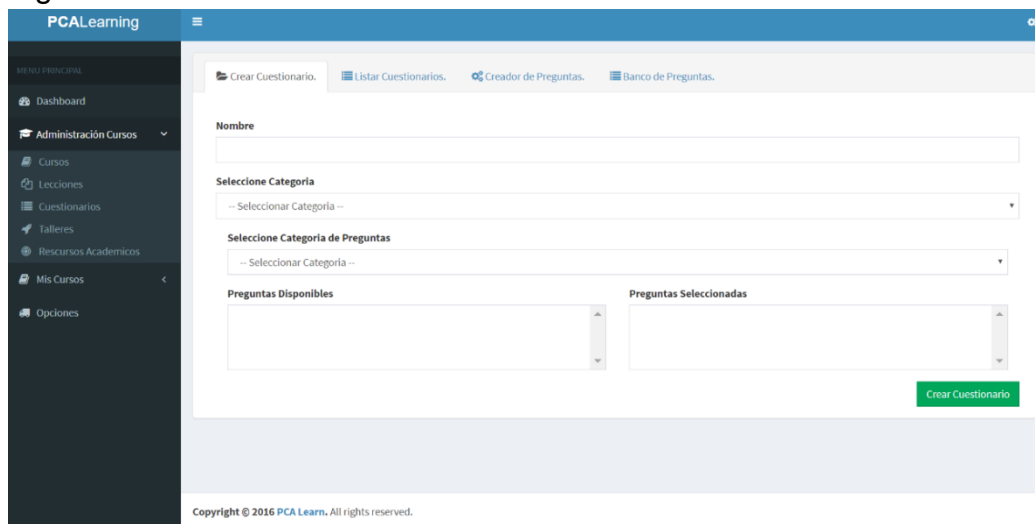 PCALearning
MENU PRINCIPAL
Crear Cuestionario.
Listar Cuestionarios.
Creador de Preguntas.
Banco de Preguntas.
Dashboard
Administración Cursos
Cursos
Lecciones
Cuestionarios
Talleres
Rescursos Academicos
Mis Cursos
Opciones
Nombre
Seleccione Categoria
-- Seleccionar Categoria --
Seleccione Categoria de Preguntas
-- Seleccionar Categoria --
Preguntas Disponibles
Preguntas Seleccionadas
Crear Cuestionario
Copyright © 2016 PCA Learn. All rights reserved.